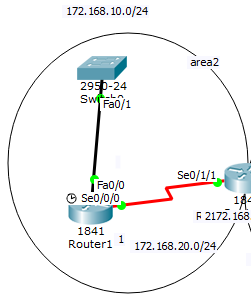 172.168.10.0/24
area2
2950-24
Fa0/1
Se0/1/1
Fa0/0
Se0/0/0
1841
Router1
1
172.168.20.0/24